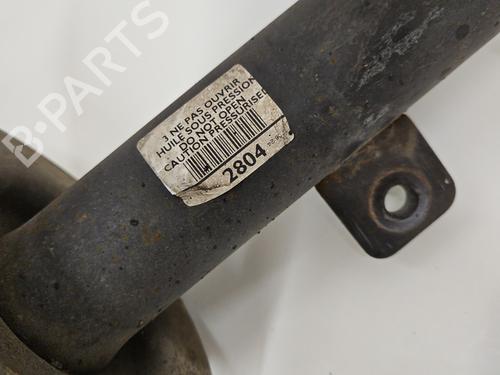 B-PARTS
3 NE PAS OUVRIR
HUILE SOUS PRESSION
DO NOT OPEN
CAUTION PRESSURISED
2804